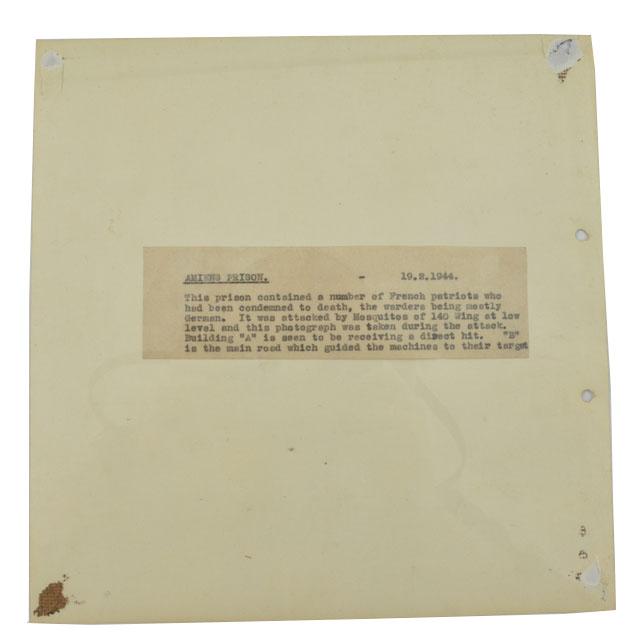 AMIENS PRISON. - 19.2.1944.
This prison contained a number of French patriots who
had been condemned to death, the warders being mostly
German. It was attacked by Mosquitos of 140 Wing at low
level and this photograph was taken during the attack.
Building "A" is seen to be receiving a direct hit. "B"
is the main road which guided the machines to their target